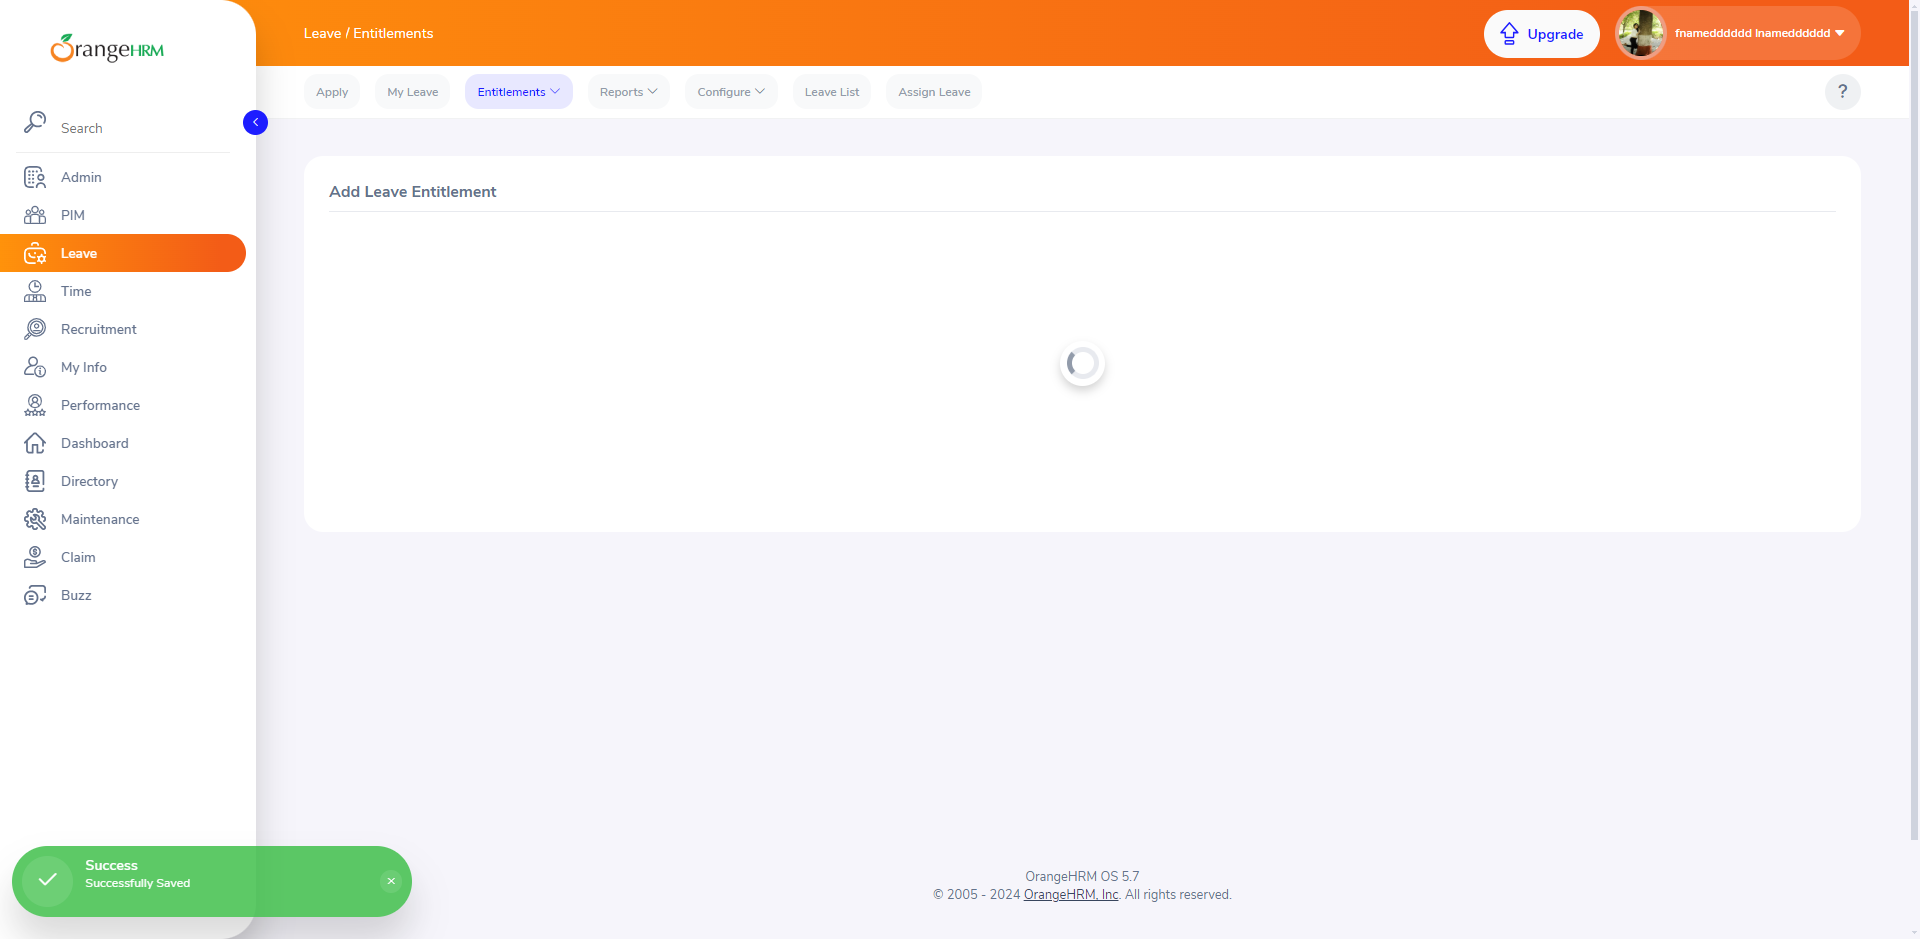 OrangeHRM
Leave / Entitlements
Upgrade
fnamedddddd lnamedddddd
Apply
My Leave
Entitlements
Reports
Configure
Leave List
Assign Leave
?
Search
Admin
PIM
Leave
Time
Recruitment
My Info
Performance
Dashboard
Directory
Maintenance
Claim
Buzz
Add Leave Entitlement
Success
Successfully Saved
OrangeHRM OS 5.7
© 2005 - 2024 OrangeHRM, Inc. All rights reserved.